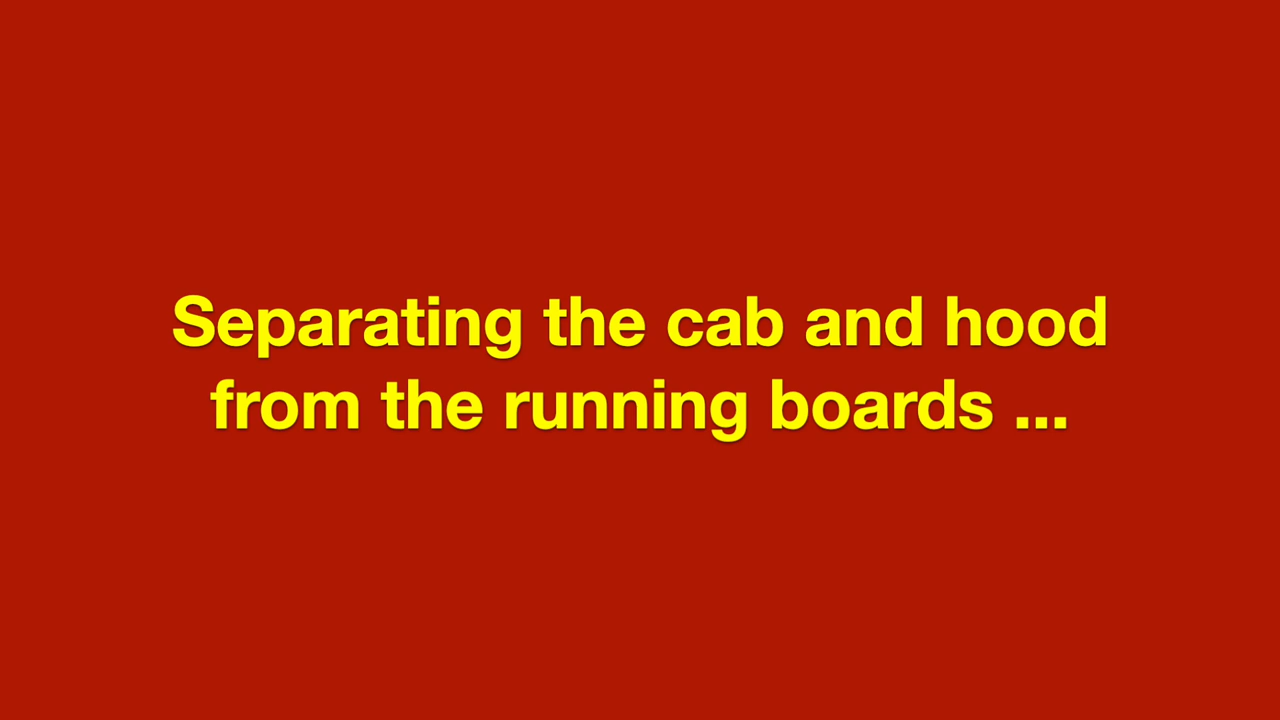 Separating the cab and hood
from the running boards ...